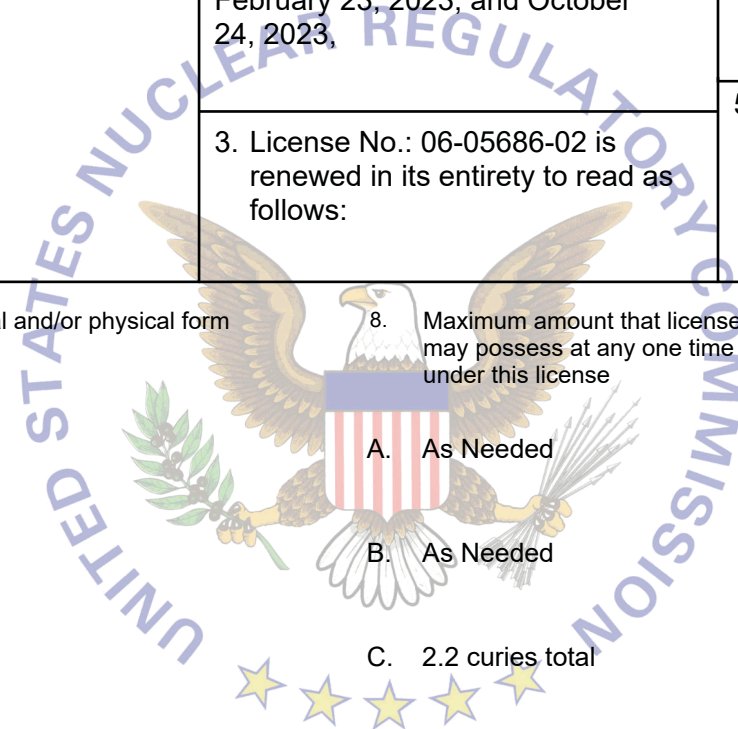 February 23, 2023, and October
24, 2023,
3. License No.: 06-05686-02 is
renewed in its entirety to read as
follows:
and/or physical form
8. Maximum amount that
may possess at any one time
under this license
A. As Needed
B. As Needed
C. 2.2 curies total
UNITED STATES NUCLEAR REGULATORY COMMISSION